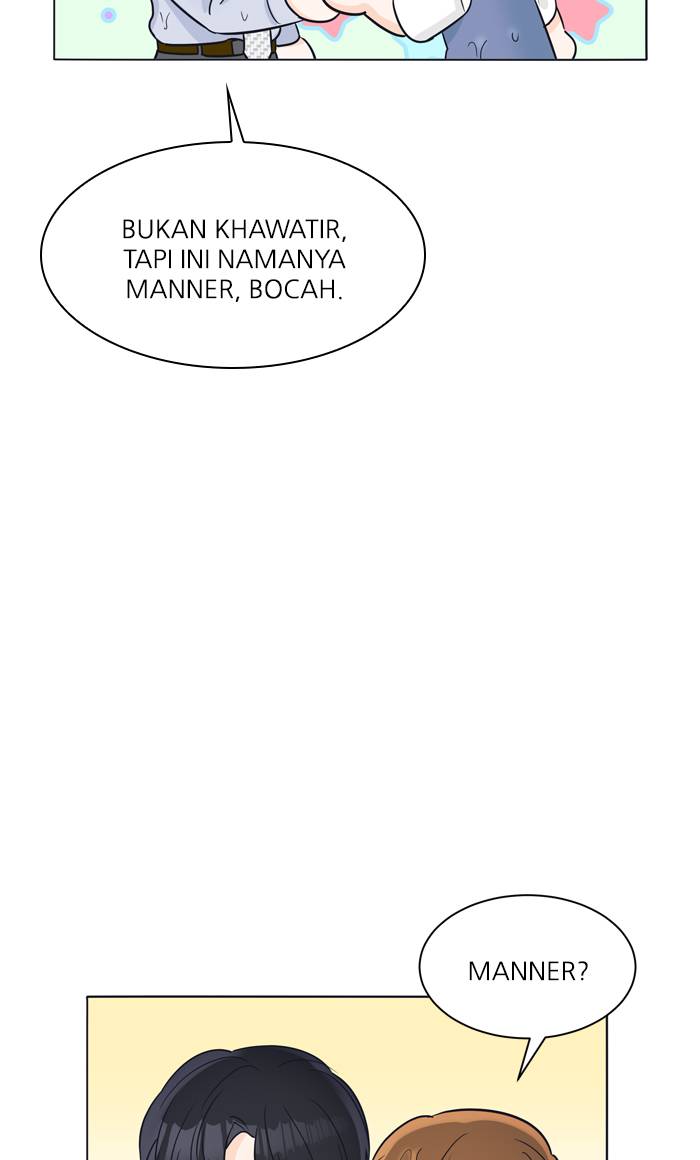 BUKAN KHAWATIR,
TAPI INI NAMANYA
MANNER, BOCAH.
MANNER?